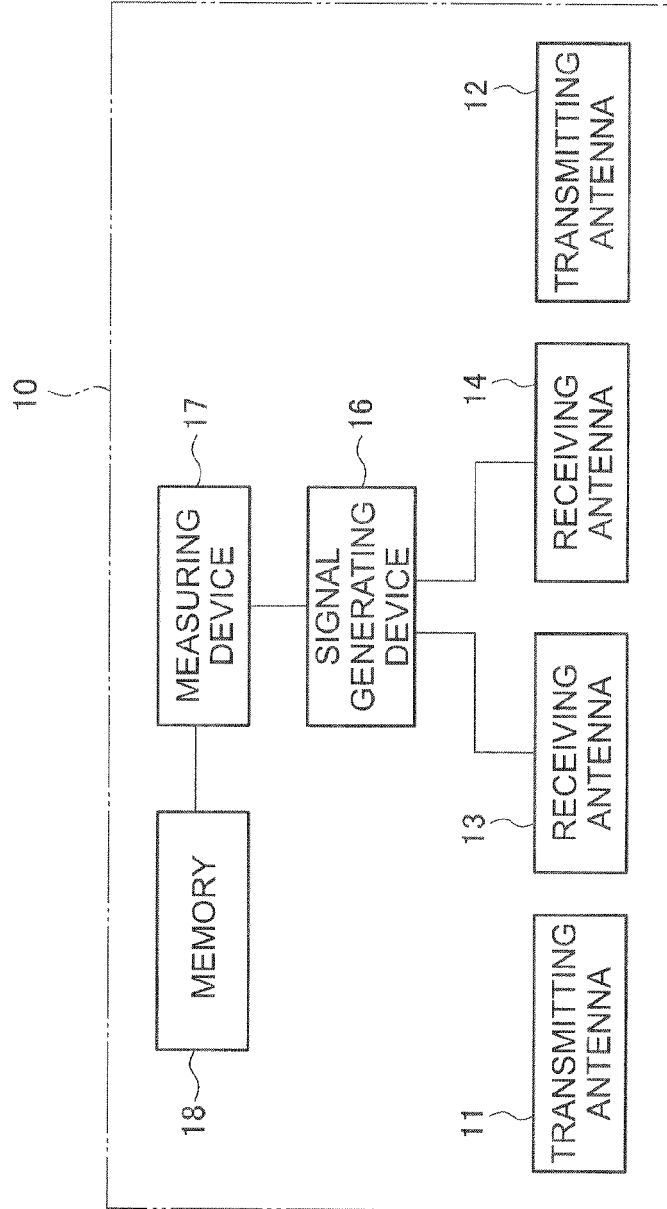 10
17
MEASURING
DEVICE
18
MEMORY
16
SIGNAL
GENERATING
DEVICE
11
TRANSMITTING
ANTENNA
13
RECEIVING
ANTENNA
14
RECEIVING
ANTENNA
12
TRANSMITTING
ANTENNA